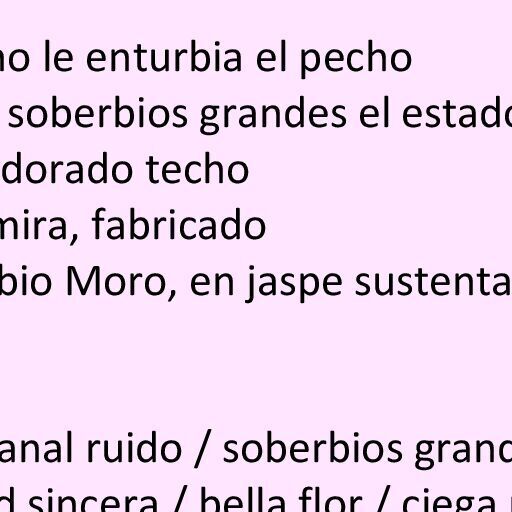 no le enturbia el pecho
soberbios grandes el estado
dorado techo
mira, fabricado
bio Moro, en jaspe sustenta
anal ruido / soberbios grand
d sincera / bella flor / ciega